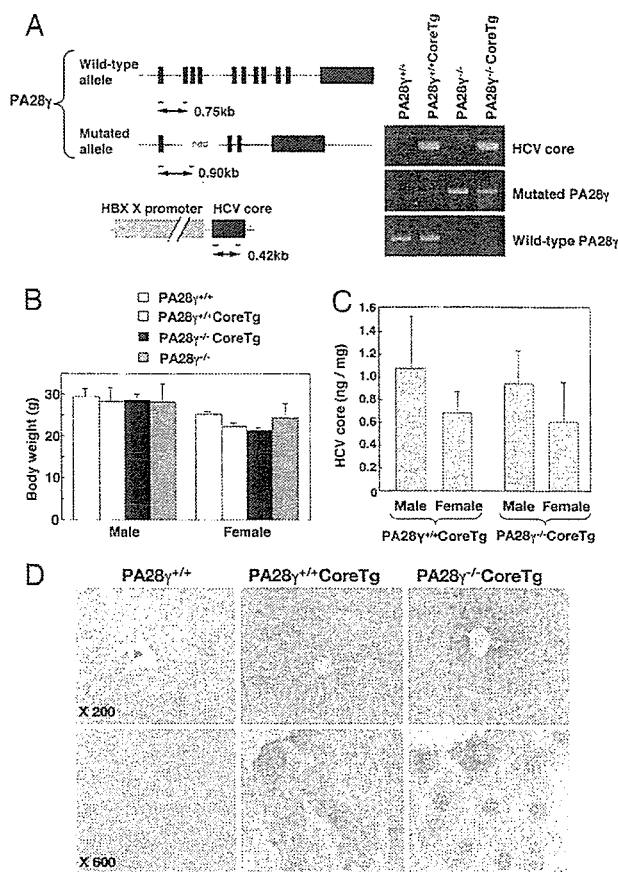 A
PA28γ
Wild-type allele
0.75kb
Mutated allele
neo
0.90kb
HBX X promoter
HCV core
0.42kb
PA28γ+/+
PA28γ+/+CoreTg
PA28γ-/-
PA28γ-/-CoreTg
HCV core
Mutated PA28γ
Wild-type PA28γ
B
PA28γ+/+
PA28γ+/+CoreTg
PA28γ-/-CoreTg
PA28γ-/-
Body weight (g)
30
20
10
0
Male
Female
C
HCV core (ng / mg)
1.6
1.4
1.2
1.0
0.8
0.6
0.4
0.2
0
Male Female Male Female
PA28γ+/+CoreTg PA28γ-/-CoreTg
D
PA28γ+/+ PA28γ+/+CoreTg PA28γ-/-CoreTg
X 200
X 600